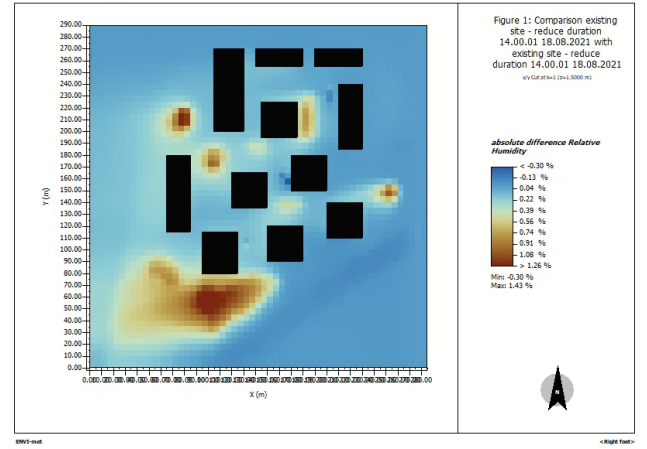 Figure 1: Comparison existing
site - reduce duration
14.00.01 18.08.2021 with
existing site - reduce
duration 14.00.01 18.08.2021
x/y Cut at k=1 (z=1.5000 m)
absolute difference Relative
Humidity
< -0.30 %
-0.13 %
0.04 %
0.22 %
0.39 %
0.56 %
0.74 %
0.91 %
1.08 %
> 1.26 %
Min: -0.30 %
Max: 1.43 %
N
290.00
280.00
270.00
260.00
250.00
240.00
230.00
220.00
210.00
200.00
190.00
180.00
170.00
160.00
150.00
140.00
130.00
120.00
110.00
100.00
90.00
80.00
70.00
60.00
50.00
40.00
30.00
20.00
10.00
0.00
Y (m)
X (m)
ENVI-met
<Right foot>